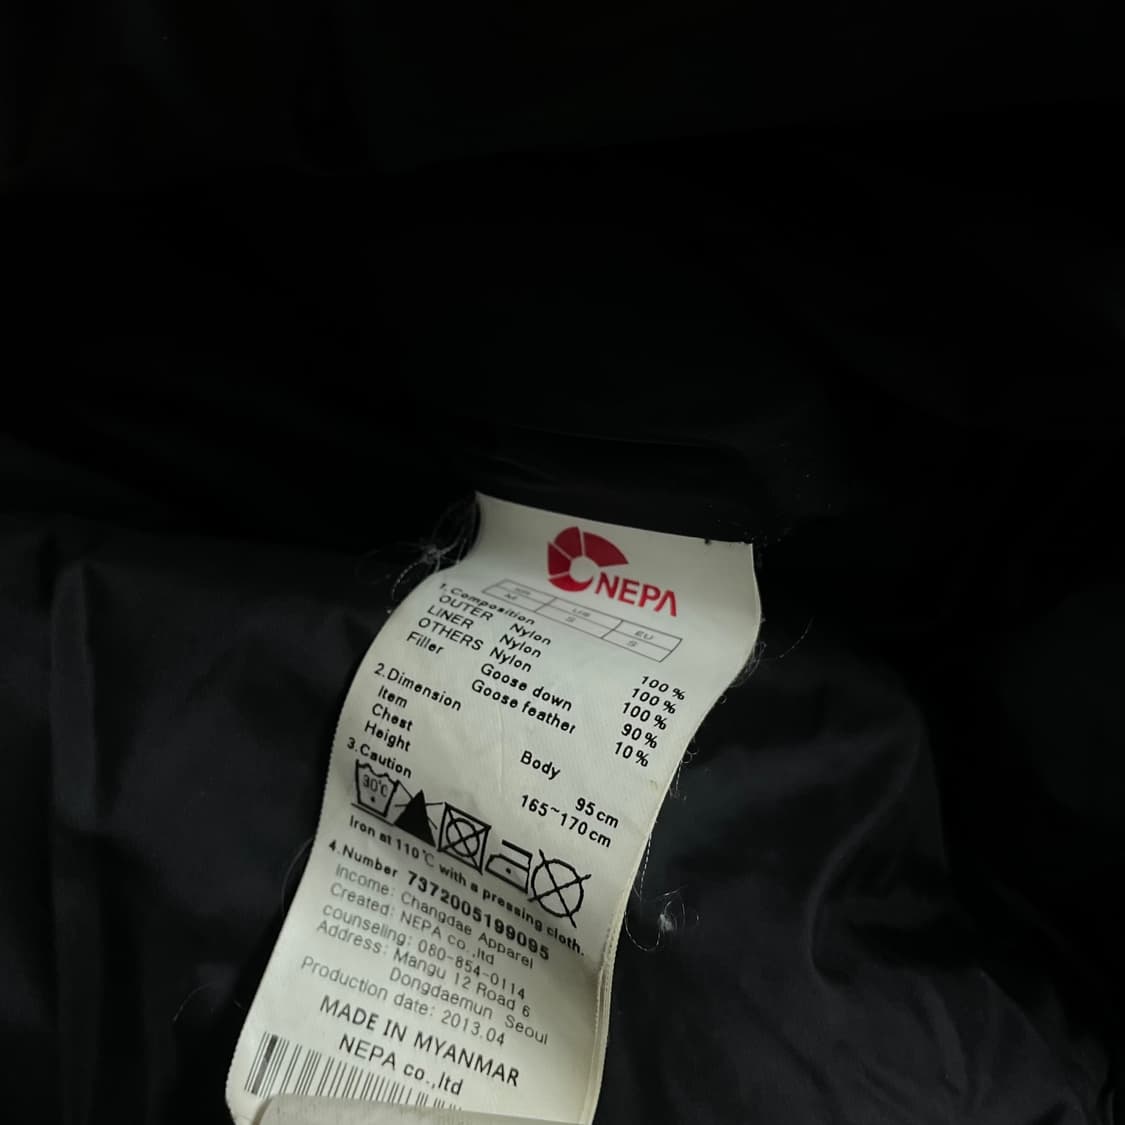 NEPA
US EU
M S S
1.Composition
OUTER Nylon 100%
LINER Nylon 100%
OTHERS Nylon 100%
Filler Goose down 90%
Goose feather 10%
2.Dimension
Item Body
Chest 95cm
Height 165~170cm
3.Caution
30℃
Iron at 110℃ with a pressing cloth.
4.Number 7372005199095
Income: Changdae Apparel
Created: NEPA co.,ltd
counseling: 080-854-0114
Address: Mangu 12 Road 6
Dongdaemun Seoul
Production date: 2013.04
MADE IN MYANMAR
NEPA co.,ltd